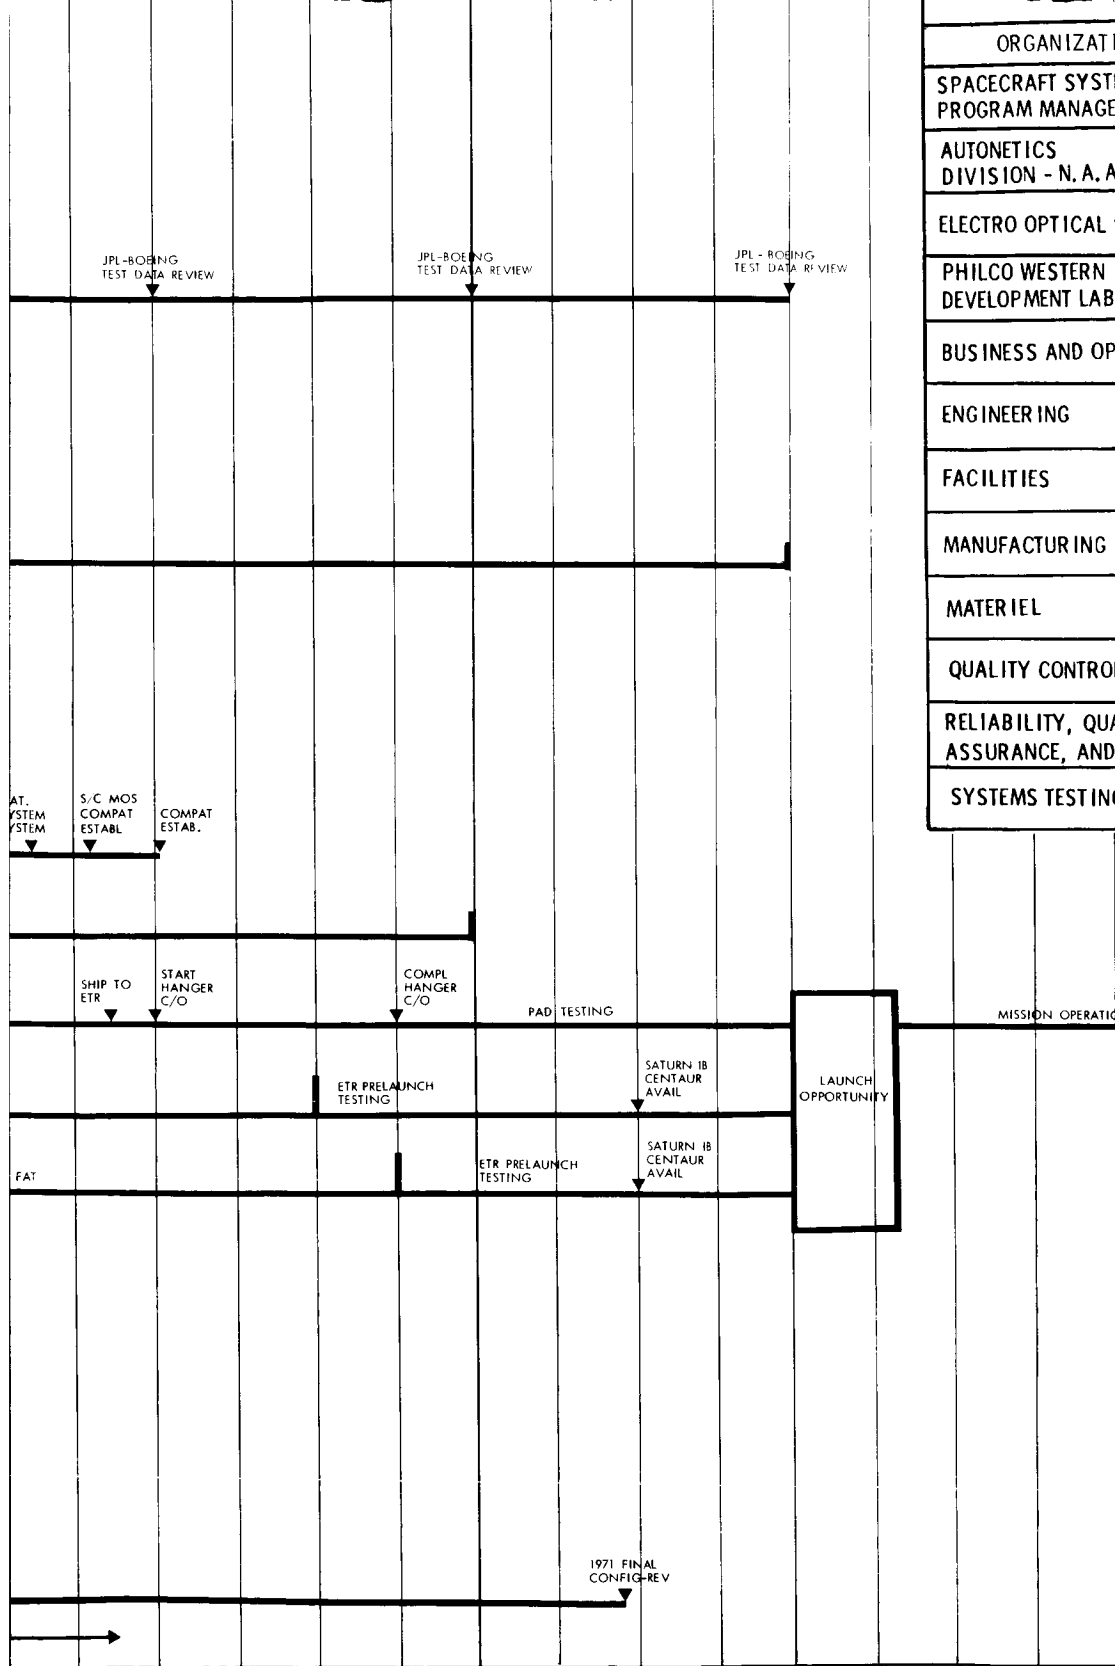 JPL-BOEING
TEST DATA REVIEW
JPL-BOEING
TEST DATA REVIEW
JPL - BOEING
TEST DATA REVIEW
S/C MOS
COMPAT
ESTABL
COMPAT
ESTAB.
AT.
YSTEM
YSTEM
SHIP TO
ETR
START
HANGER
C/O
COMPL
HANGER
C/O
PAD TESTING
MISSION OPERATIO
ETR PRELAUNCH
TESTING
SATURN 1B
CENTAUR
AVAIL
LAUNCH
OPPORTUNITY
FAT
ETR PRELAUNCH
TESTING
SATURN IB
CENTAUR
AVAIL
1971 FINAL
CONFIG-REV
ORGANIZATI
SPACECRAFT SYSTE
PROGRAM MANAGE
AUTONETICS
DIVISION - N. A. A
ELECTRO OPTICAL
PHILCO WESTERN
DEVELOPMENT LAB
BUSINESS AND OP
ENGINEERING
FACILITIES
MANUFACTURING
MATERIEL
QUALITY CONTROL
RELIABILITY, QUA
ASSURANCE, AND
SYSTEMS TESTING